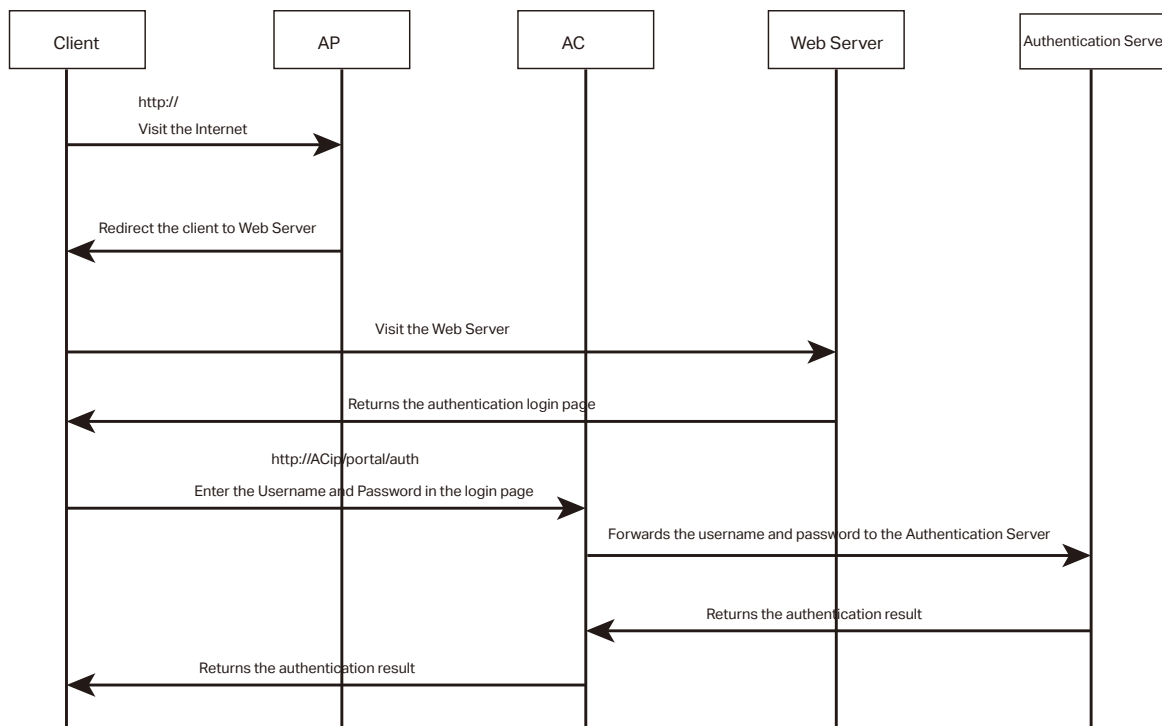 Client
AP
AC
Web Server
Authentication Serve
http://
Visit the Internet
Redirect the client to Web Server
Visit the Web Server
Returns the authentication login page
http://ACip/portal/auth
Enter the Username and Password in the login page
Forwards the username and password to the Authentication Server
Returns the authentication result
Returns the authentication result